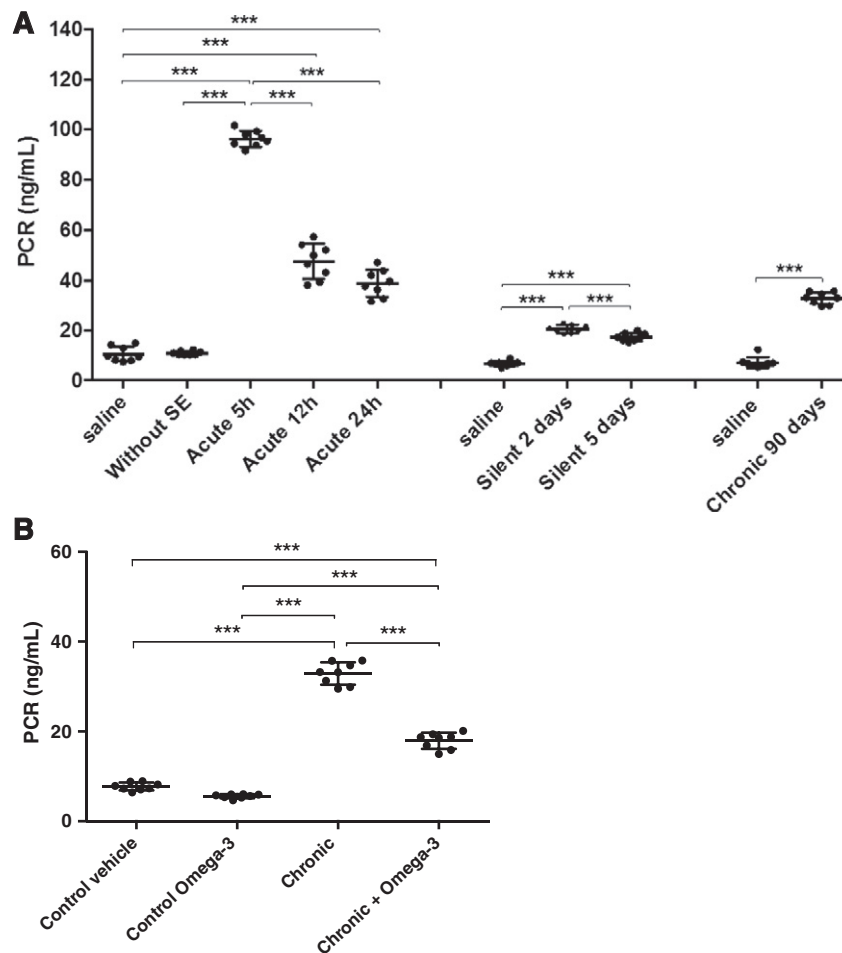 A
PCR (ng/mL)
140
120
100
80
60
40
20
0
***
***
*** ***
*** ***
***
*** ***
***
saline
Without SE
Acute 5h
Acute 12h
Acute 24h
saline
Silent 2 days
Silent 5 days
saline
Chronic 90 days
B
PCR (ng/mL)
60
40
20
0
***
***
***
*** ***
Control vehicle
Control Omega-3
Chronic
Chronic + Omega-3